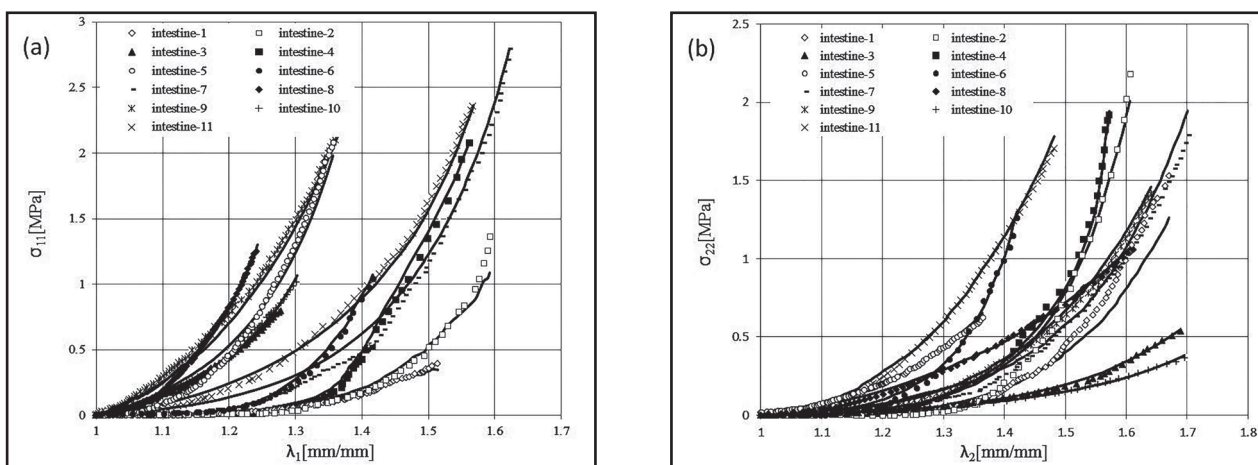 (a)
intestine-1 intestine-2
intestine-3 intestine-4
intestine-5 intestine-6
intestine-7 intestine-8
intestine-9 intestine-10
intestine-11
3
2.5
2
1.5
1
0.5
0
σ11[MPa]
1 1.1 1.2 1.3 1.4 1.5 1.6 1.7
λ1[mm/mm]
(b)
intestine-1 intestine-2
intestine-3 intestine-4
intestine-5 intestine-6
intestine-7 intestine-8
intestine-9 intestine-10
intestine-11
2.5
2
1.5
1
0.5
0
σ22[MPa]
1 1.1 1.2 1.3 1.4 1.5 1.6 1.7 1.8
λ2[mm/mm]